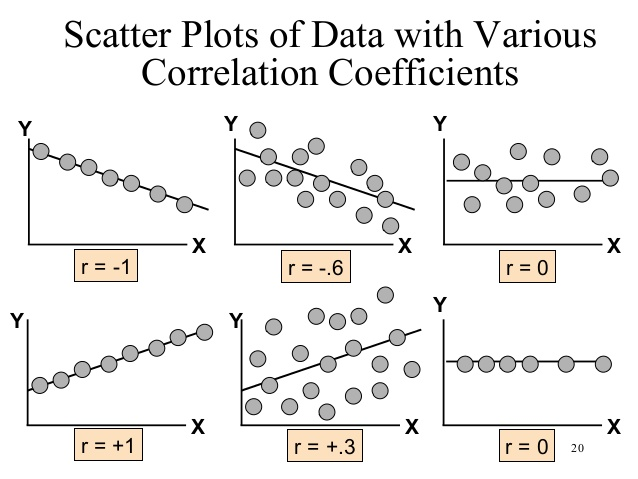 Scatter Plots of Data with Various
Correlation Coefficients
Y
Y
Y
X
X
X
r = -1
r = -.6
r = 0
Y
Y
Y
X
X
X
r = +1
r = +.3
r = 0
20